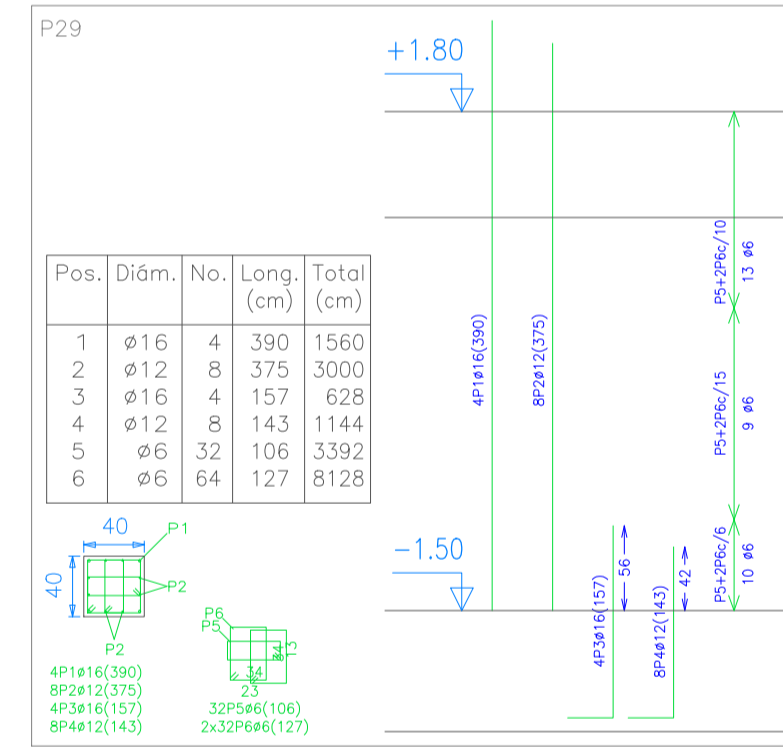 P29
+1.80
Pos. Diám. No. Long. (cm) Total (cm)
1 ø16 4 390 1560
2 ø12 8 375 3000
3 ø16 4 157 628
4 ø12 8 143 1144
5 ø6 32 106 3392
6 ø6 64 127 8128
40
P1
40
P2
P2
4P1ø16(390)
8P2ø12(375)
4P3ø16(157)
8P4ø12(143)
P6
P5
34
13
34
23
32P5ø6(106)
2x32P6ø6(127)
4P1ø16(390)
8P2ø12(375)
-1.50
4P3ø16(157)
56
8P4ø12(143)
42
P5+2P6c/10
13 ø6
P5+2P6c/15
9 ø6
P5+2P6c/6
10 ø6